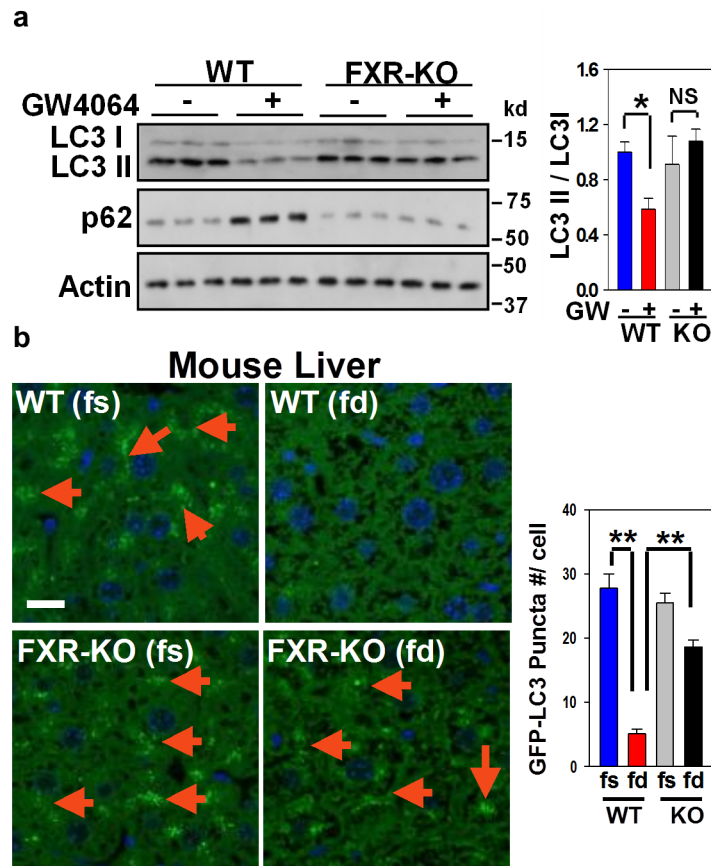 a
WT FXR-KO
GW4064 - + - + kd
LC3 I
LC3 II
-15
p62
-75
-50
Actin
-50
-37
LC3 II / LC3I
1.6
1.2
0.8
0.4
0.0
* NS
GW - + - +
WT KO
b
Mouse Liver
WT (fs) WT (fd)
FXR-KO (fs) FXR-KO (fd)
GFP-LC3 Puncta #/ cell
40
30
20
10
0
** **
fs fd fs fd
WT KO